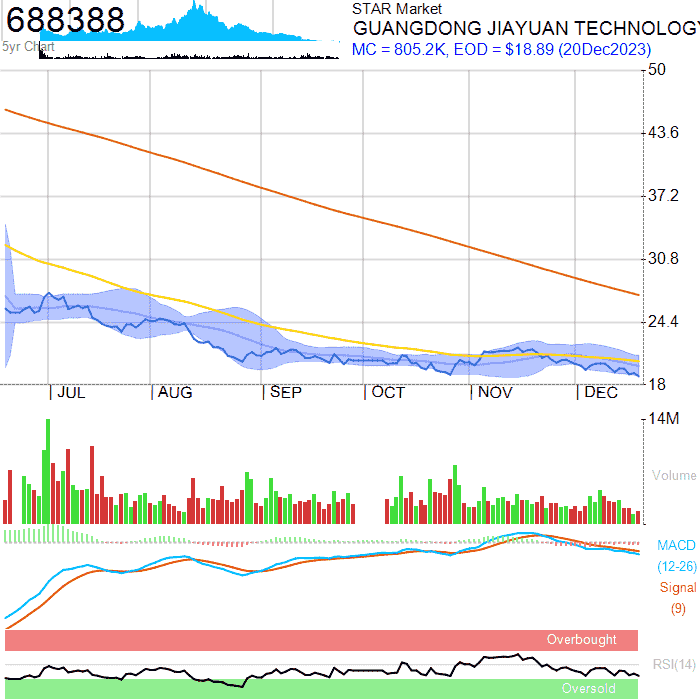 688388
5yr Chart
STAR Market
GUANGDONG JIAYUAN TECHNOLOGY
MC = 805.2K, EOD = $18.89 (20Dec2023)
50
43.6
37.2
30.8
24.4
18
JUL AUG SEP OCT NOV DEC
14M
Volume
MACD
(12-26)
Signal
(9)
Overbought
RSI(14)
Oversold